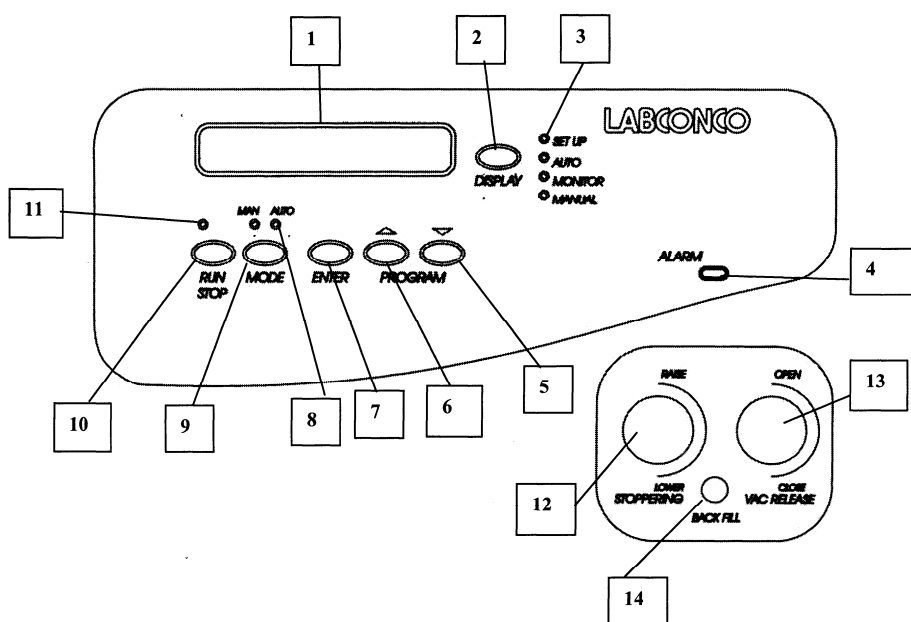 1
2
3
LABCONCO
SET UP
AUTO
DISPLAY
MONITOR
MANUAL
11
MAN AUTO
ALARM
4
RUN
STOP
MODE
ENTER
PROGRAM
10
9
8
7
6
5
RAISE
OPEN
13
12
LOWER
STOPPERING
CLOSE
VAC RELEASE
BACK FILL
14